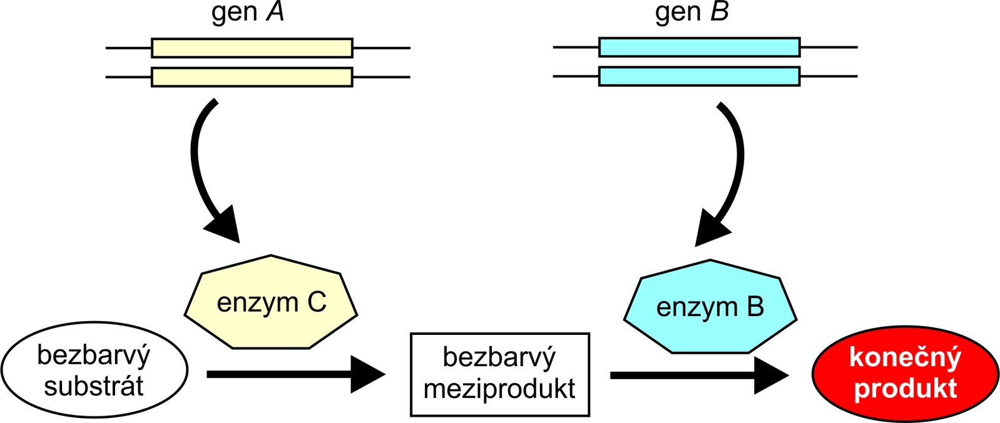 gen A
gen B
enzym C
enzym B
bezbarvý
substrát
bezbarvý
meziprodukt
konečný
produkt